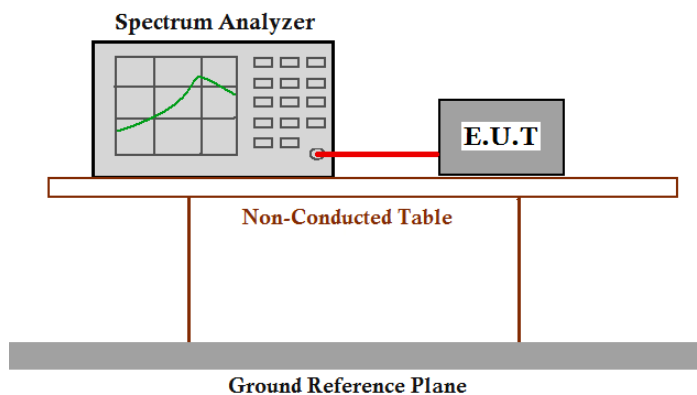 Spectrum Analyzer
E.U.T
Non-Conducted Table
Ground Reference Plane